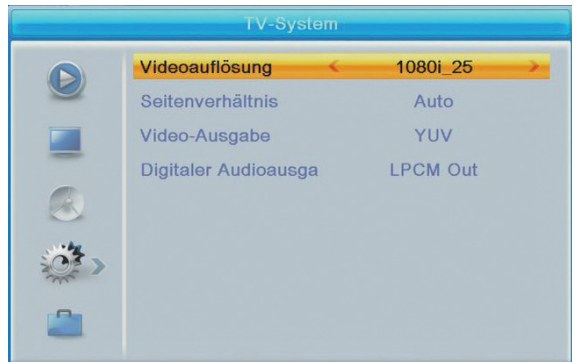 TV-System
Videoauflösung 1080i_25
Seitenverhältnis Auto
Video-Ausgabe YUV
Digitaler Audioausga LPCM Out